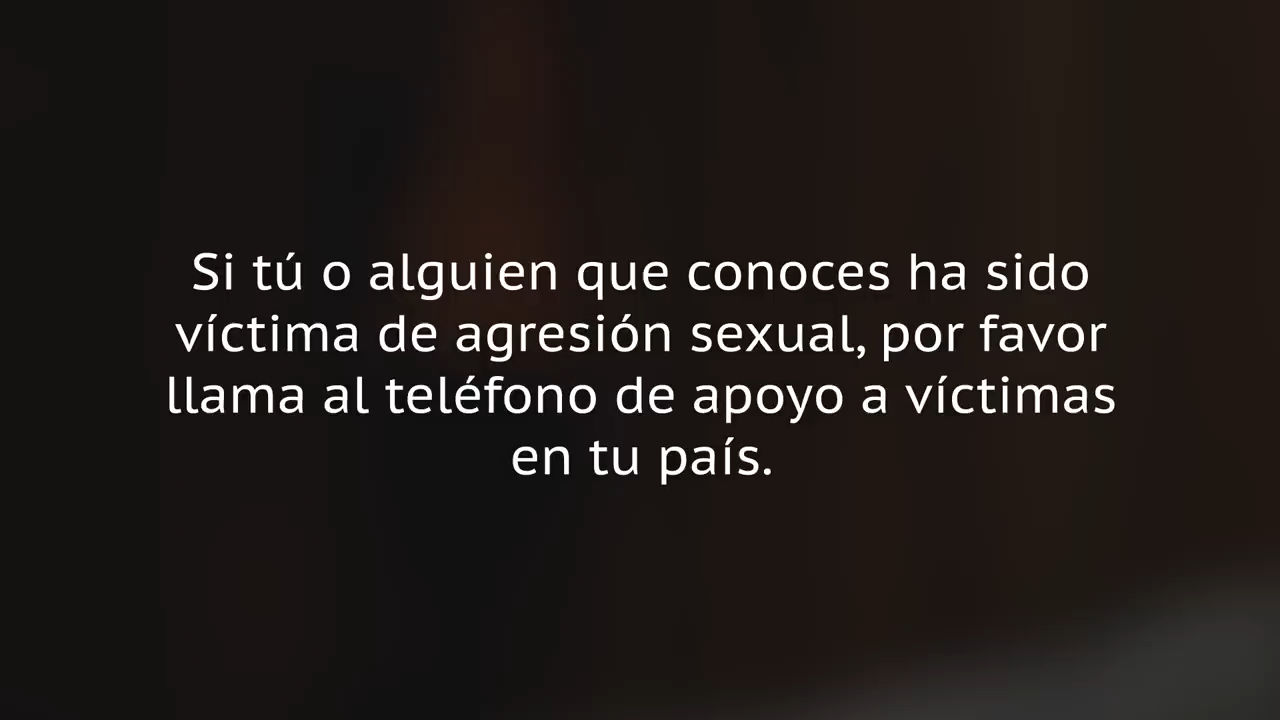 Si tú o alguien que conoces ha sido
víctima de agresión sexual, por favor
llama al teléfono de apoyo a víctimas
en tu país.